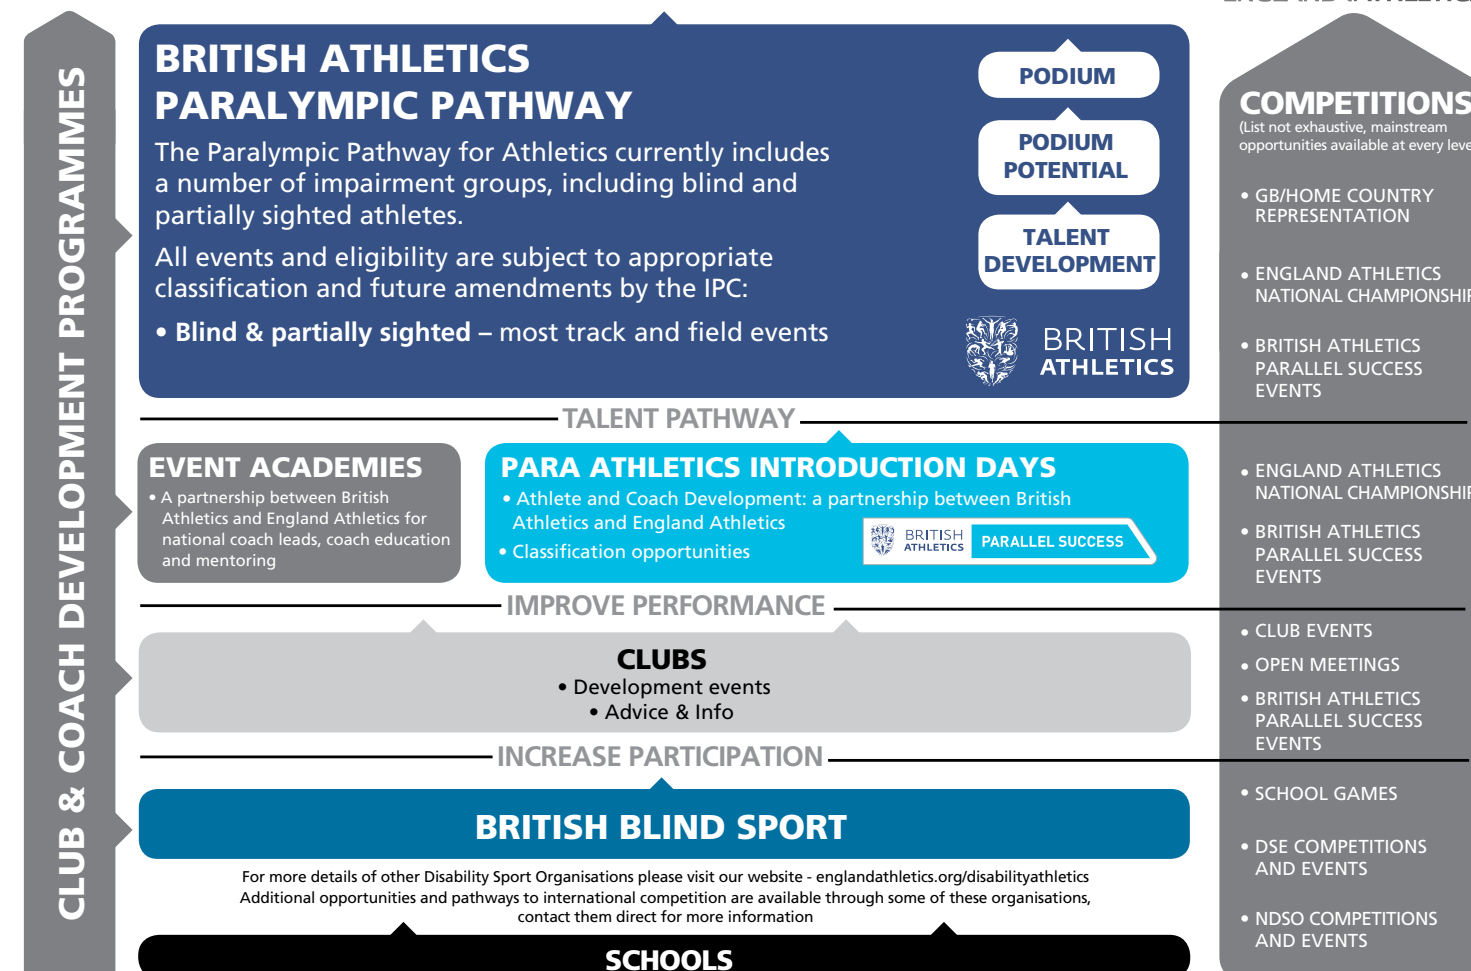 CLUB & COACH DEVELOPMENT PROGRAMMES
BRITISH ATHLETICS
PARALYMPIC PATHWAY
The Paralympic Pathway for Athletics currently includes
a number of impairment groups, including blind and
partially sighted athletes.
All events and eligibility are subject to appropriate
classification and future amendments by the IPC:
• Blind & partially sighted – most track and field events
PODIUM
PODIUM
POTENTIAL
TALENT
DEVELOPMENT
BRITISH
ATHLETICS
TALENT PATHWAY
EVENT ACADEMIES
• A partnership between British
Athletics and England Athletics for
national coach leads, coach education
and mentoring
PARA ATHLETICS INTRODUCTION DAYS
• Athlete and Coach Development: a partnership between British
Athletics and England Athletics
• Classification opportunities
BRITISH
ATHLETICS
PARALLEL SUCCESS
IMPROVE PERFORMANCE
CLUBS
• Development events
• Advice & Info
INCREASE PARTICIPATION
BRITISH BLIND SPORT
For more details of other Disability Sport Organisations please visit our website - englandathletics.org/disabilityathletics
Additional opportunities and pathways to international competition are available through some of these organisations,
contact them direct for more information
SCHOOLS
COMPETITIONS
(List not exhaustive, mainstream
opportunities available at every leve
• GB/HOME COUNTRY
REPRESENTATION
• ENGLAND ATHLETICS
NATIONAL CHAMPIONSHIP
• BRITISH ATHLETICS
PARALLEL SUCCESS
EVENTS
• ENGLAND ATHLETICS
NATIONAL CHAMPIONSHIP
• BRITISH ATHLETICS
PARALLEL SUCCESS
EVENTS
• CLUB EVENTS
• OPEN MEETINGS
• BRITISH ATHLETICS
PARALLEL SUCCESS
EVENTS
• SCHOOL GAMES
• DSE COMPETITIONS
AND EVENTS
• NDSO COMPETITIONS
AND EVENTS